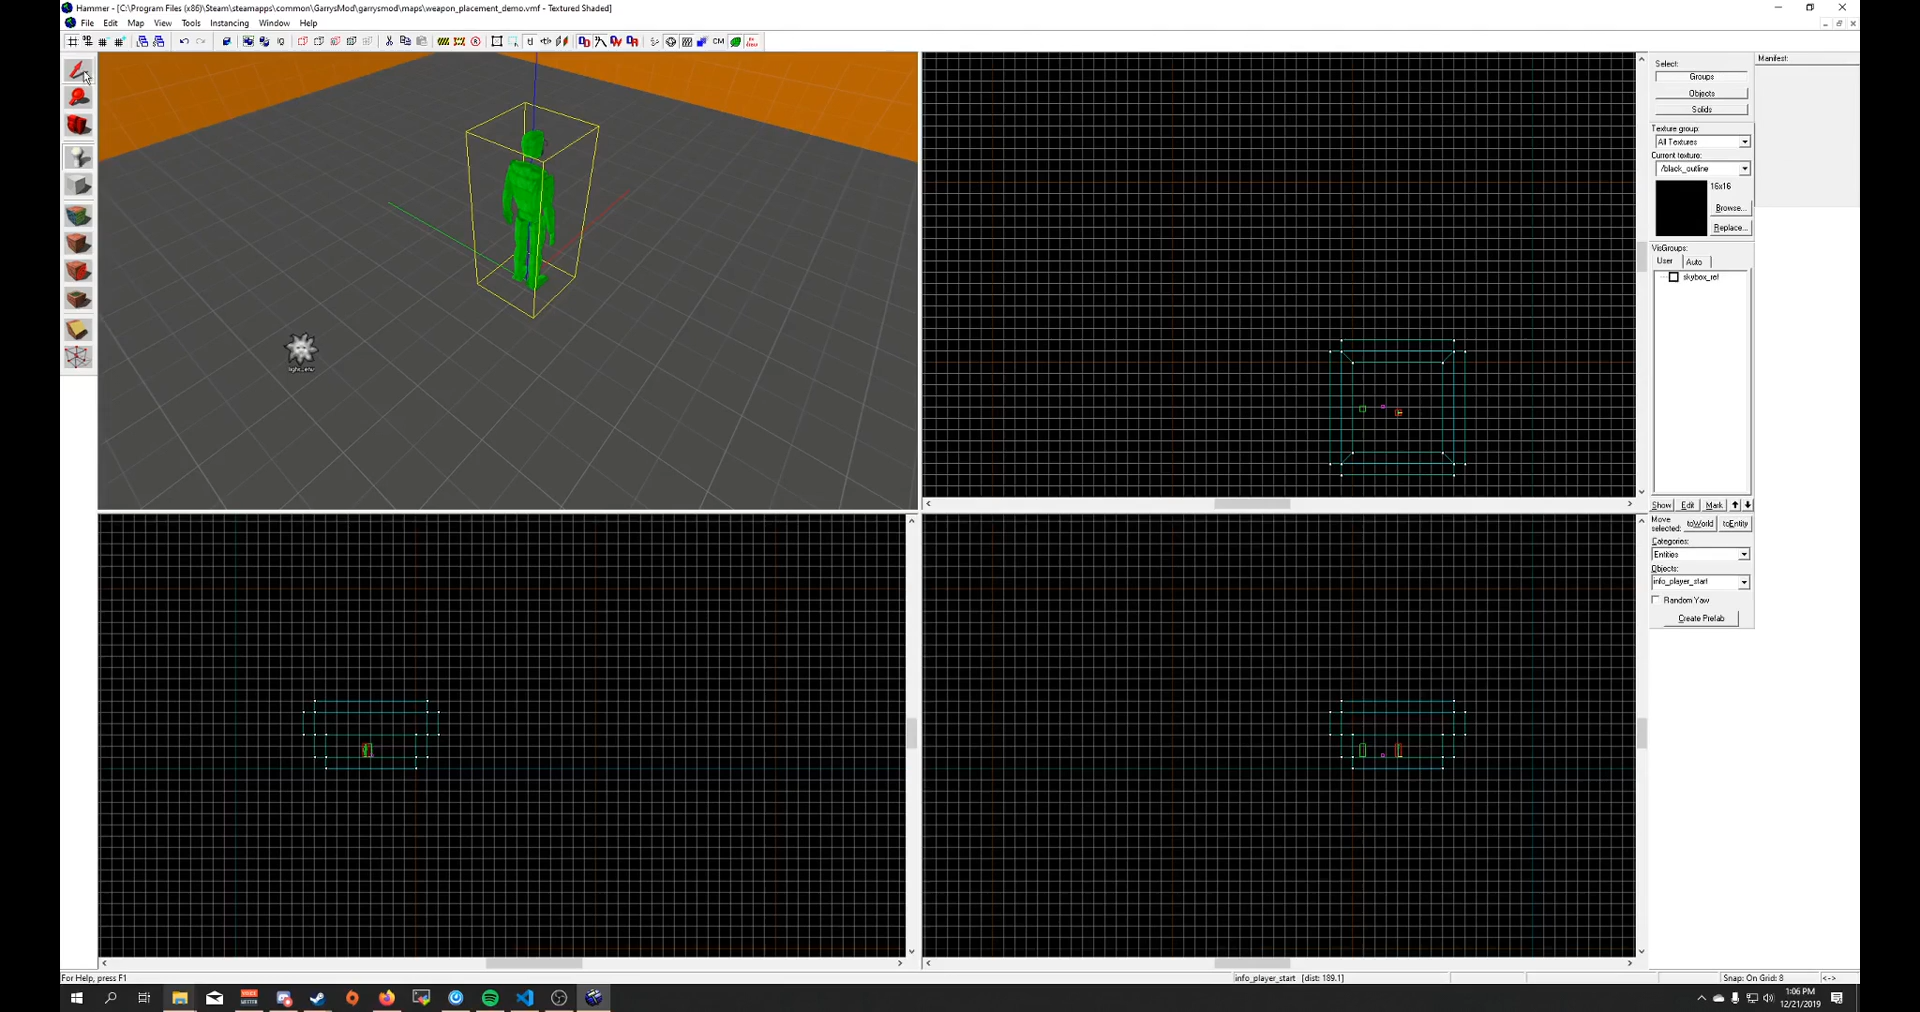 Hammer - [C:\Program Files (x86)\Steam\steamapps\common\GarrysMod\garrysmod\maps\weapon_placement_demo.vmf - Textured Shaded]
File Edit Map View Tools Instancing Window Help
CM
Select:
Groups
Objects
Solids
Texture group:
All Textures
Current texture:
/black_outline
16x16
Browse...
Replace...
VisGroups:
User Auto
skybox_ref
Show Edit Mark
Move selected: toWorld toEntity
Categories:
Entities
Objects:
info_player_start
Random Yaw
Create Prefab
Manifest:
For Help, press F1
info_player_start [dist: 189.1]
Snap: On Grid: 8 <->
1:06 PM
12/21/2019